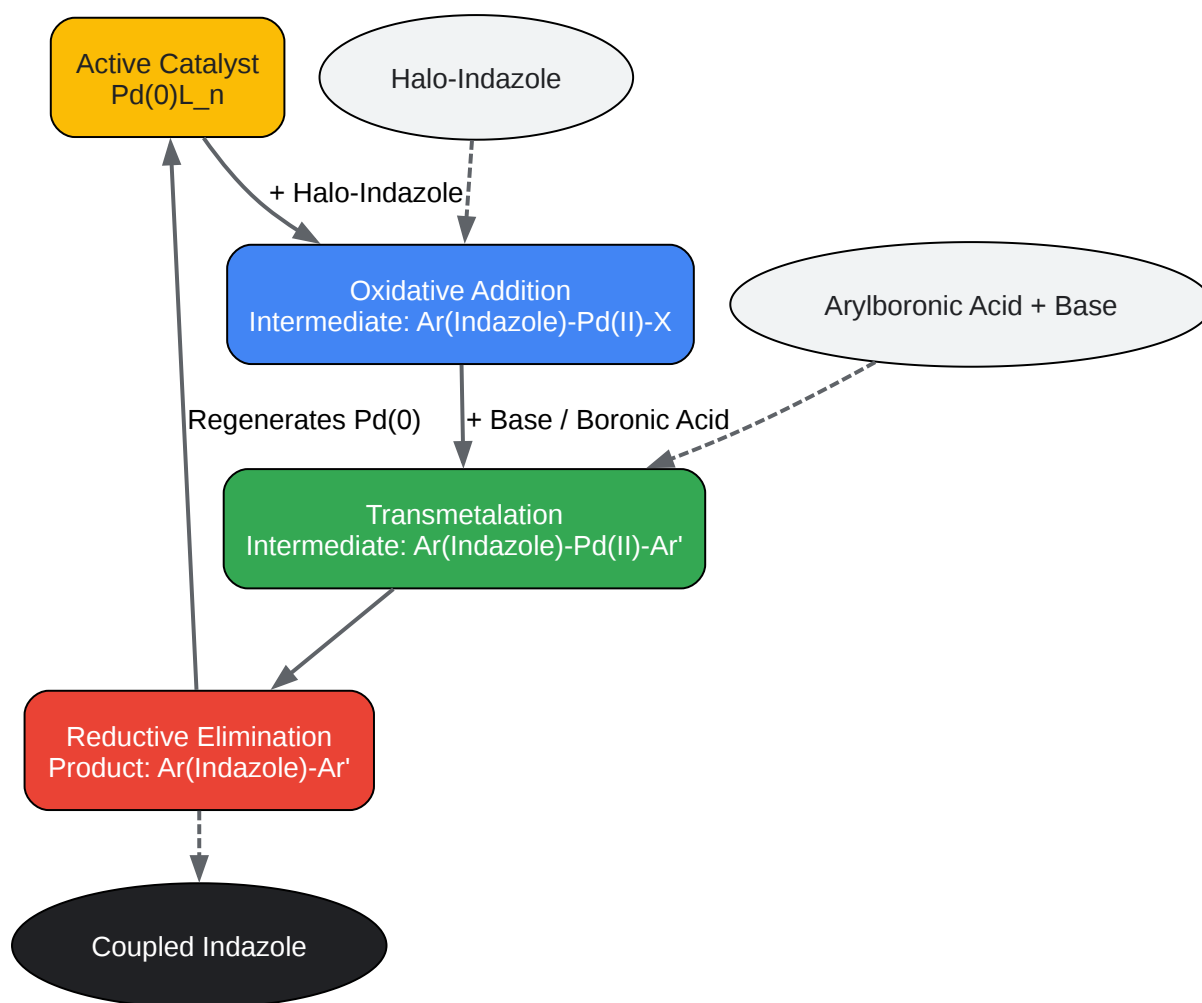 Active Catalyst
Pd(0)L_n
Halo-Indazole
+ Halo-Indazole
Oxidative Addition
Intermediate: Ar(Indazole)-Pd(II)-X
Arylboronic Acid + Base
Regenerates Pd(0)
+ Base / Boronic Acid
Transmetalation
Intermediate: Ar(Indazole)-Pd(II)-Ar'
Reductive Elimination
Product: Ar(Indazole)-Ar'
Coupled Indazole